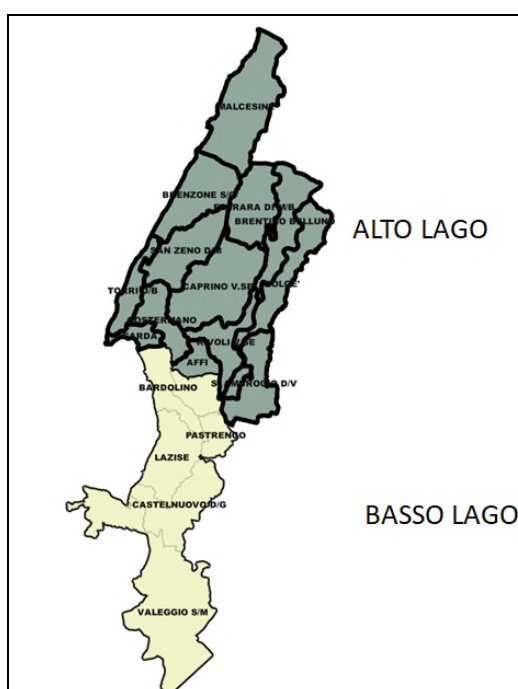 MALCESINE
BRENZONE S/G
FERRARA DI M/B
BRENTINO BELLUNO
ALTO LAGO
SAN ZENO D/M
CAPRINO V.SE
DOLCE'
TORRI D/B
COSTERMANO
GARDA
RIVOLI V.SE
AFFI
S. AMBROGIO D/V
BARDOLINO
PASTRENGO
LAZISE
CASTELNUOVO D/G
BASSO LAGO
VALEGGIO S/M